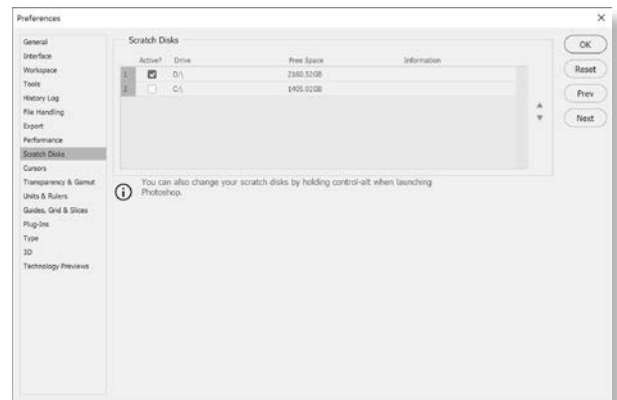 Preferences
General
Interface
Workspace
Tools
History Log
File Handling
Export
Performance
Scratch Disks
Cursors
Transparency & Gamut
Units & Rulers
Guides, Grid & Slices
Plug-Ins
Type
3D
Technology Previews
Scratch Disks
Active? Drive Free Space Information
1 D:\ 2160.52GB
2 C:\ 1405.02GB
You can also change your scratch disks by holding control-alt when launching
Photoshop.
OK
Reset
Prev
Next